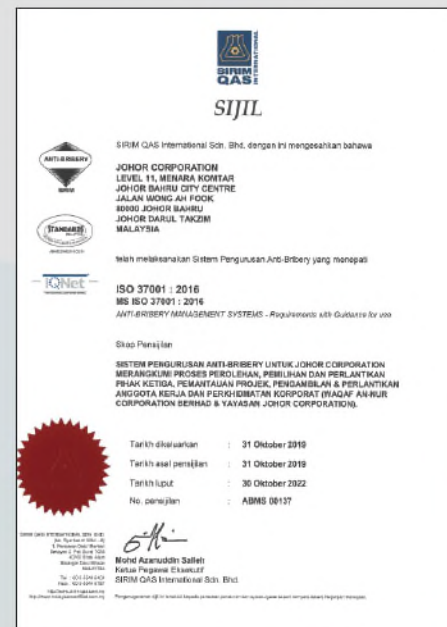 SIRIM
QAS
INTERNATIONAL
SIJIL
SIRIM QAS International Sdn. Bhd. dengan ini mengesahkan bahawa
ANTI-BRIBERY
SIRIM
JOHOR CORPORATION
LEVEL 11, MENARA KOMTAR
JOHOR BAHRU CITY CENTRE
JALAN WONG AH FOOK
80000 JOHOR BAHRU
JOHOR DARUL TAKZIM
MALAYSIA
STANDARDS
telah melaksanakan Sistem Pengurusan Anti-Bribery yang menepati
IQNet
ISO 37001 : 2016
MS ISO 37001 : 2016
ANTI-BRIBERY MANAGEMENT SYSTEMS - Requirements with Guidance for use
Skop Pensijilan
SISTEM PENGURUSAN ANTI-BRIBERY UNTUK JOHOR CORPORATION
MERANGKUMI PROSES PEROLEHAN, PEMILIHAN DAN PERLANTIKAN
PIHAK KETIGA, PEMANTAUAN PROJEK, PENGAMBILAN & PERLANTIKAN
ANGGOTA KERJA DAN PERKHIDMATAN KORPORAT (WAQAF AN-NUR
CORPORATION BERHAD & YAYASAN JOHOR CORPORATION).
Tarikh dikeluarkan : 31 Oktober 2019
Tarikh asal pensijilan : 31 Oktober 2019
Tarikh luput : 30 Oktober 2022
No. pensijilan : ABMS 00137
Mohd Azanuddin Salleh
Ketua Pegawai Eksekutif
SIRIM QAS International Sdn. Bhd.